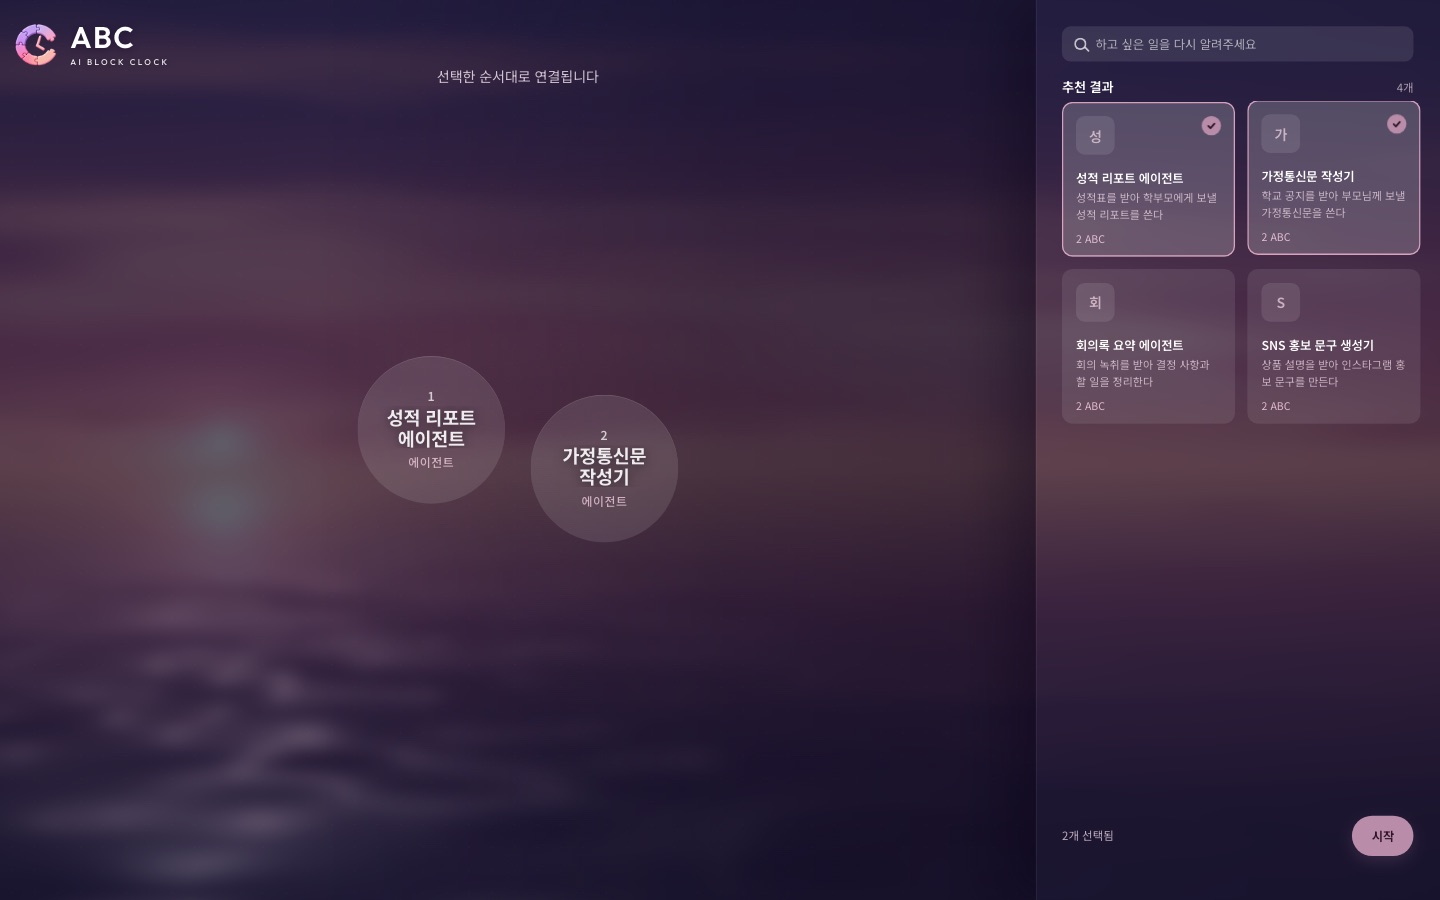 ABC
AI BLOCK CLOCK
선택한 순서대로 연결됩니다
1
성적 리포트
에이전트
에이전트
2
가정통신문
작성기
에이전트
하고 싶은 일을 다시 알려주세요
추천 결과
4개
성
성적 리포트 에이전트
성적표를 받아 학부모에게 보낼
성적 리포트를 쓴다
2 ABC
가
가정통신문 작성기
학교 공지를 받아 부모님께 보낼
가정통신문을 쓴다
2 ABC
회
회의록 요약 에이전트
회의 녹취를 받아 결정 사항과
할 일을 정리한다
2 ABC
S
SNS 홍보 문구 생성기
상품 설명을 받아 인스타그램 홍
보 문구를 만든다
2 ABC
2개 선택됨
시작